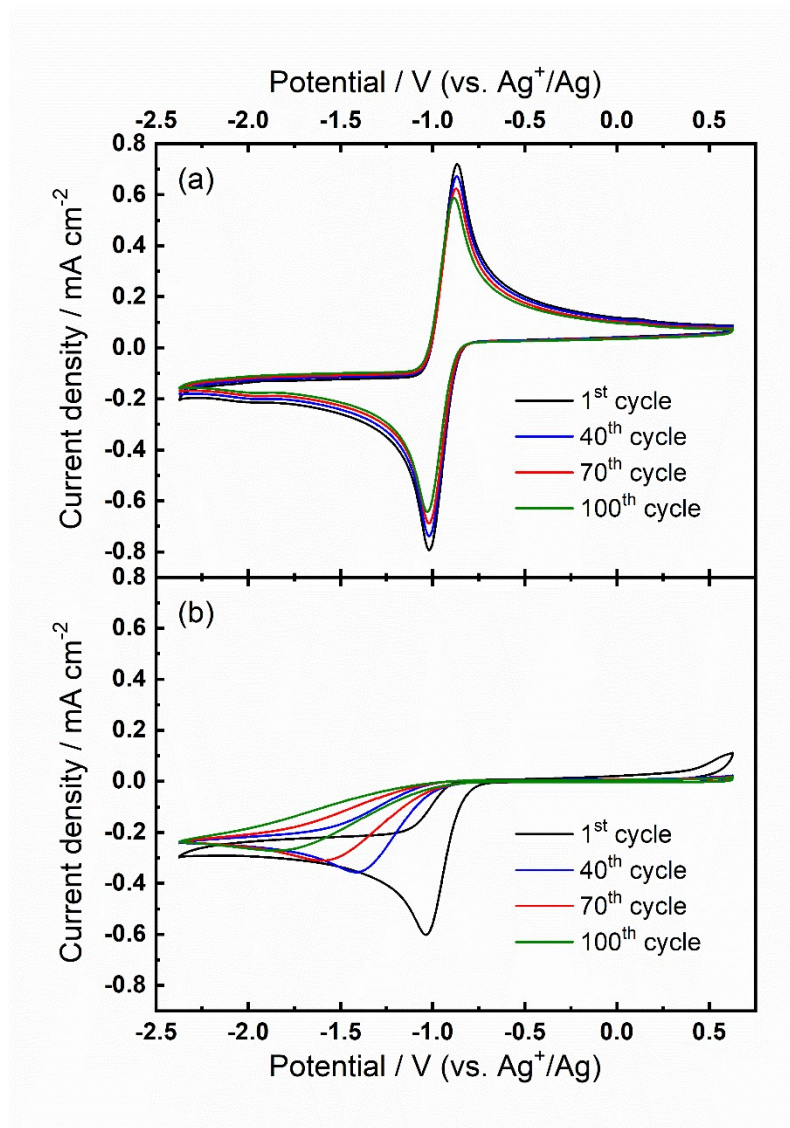 Potential / V (vs. Ag⁺/Ag)
-2.5 -2.0 -1.5 -1.0 -0.5 0.0 0.5
(a)
Current density / mA cm⁻²
0.8
0.6
0.4
0.2
0.0
-0.2
-0.4
-0.6
-0.8
1ˢᵗ cycle
40ᵗʰ cycle
70ᵗʰ cycle
100ᵗʰ cycle
(b)
Current density / mA cm⁻²
0.8
0.6
0.4
0.2
0.0
-0.2
-0.4
-0.6
-0.8
1ˢᵗ cycle
40ᵗʰ cycle
70ᵗʰ cycle
100ᵗʰ cycle
-2.5 -2.0 -1.5 -1.0 -0.5 0.0 0.5
Potential / V (vs. Ag⁺/Ag)